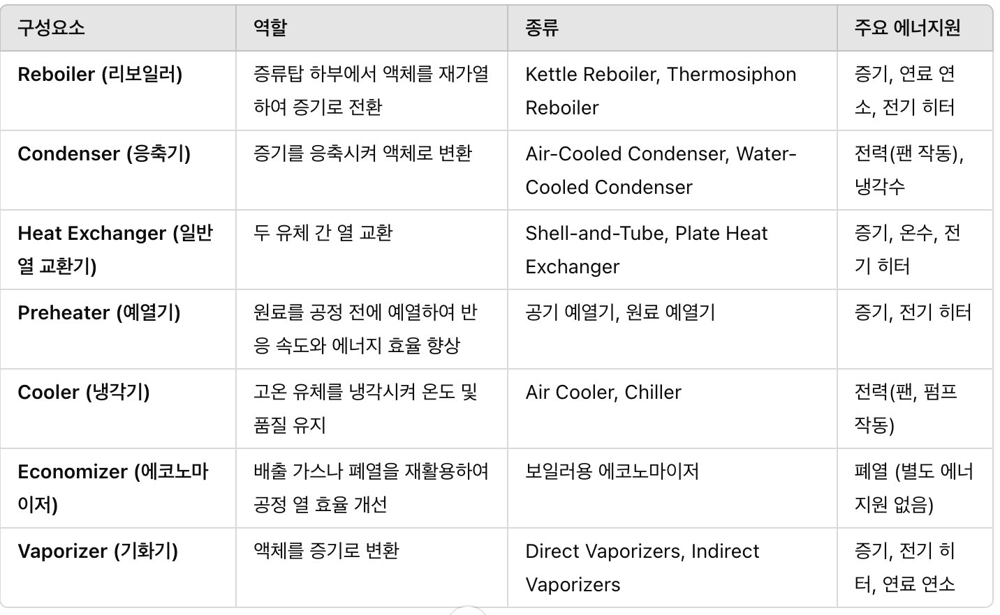 구성요소
역할
종류
주요 에너지원
Reboiler (리보일러)
증류탑 하부에서 액체를 재가열
하여 증기로 전환
Kettle Reboiler, Thermosiphon
Reboiler
증기, 연료 연
소, 전기 히터
Condenser (응축기)
증기를 응축시켜 액체로 변환
Air-Cooled Condenser, Water-
Cooled Condenser
전력(팬 작동),
냉각수
Heat Exchanger (일반
열 교환기)
두 유체 간 열 교환
Shell-and-Tube, Plate Heat
Exchanger
증기, 온수, 전
기 히터
Preheater (예열기)
원료를 공정 전에 예열하여 반
응 속도와 에너지 효율 향상
공기 예열기, 원료 예열기
증기, 전기 히터
Cooler (냉각기)
고온 유체를 냉각시켜 온도 및
품질 유지
Air Cooler, Chiller
전력(팬, 펌프
작동)
Economizer (에코노마
이저)
배출 가스나 폐열을 재활용하여
공정 열 효율 개선
보일러용 에코노마이저
폐열 (별도 에너
지원 없음)
Vaporizer (기화기)
액체를 증기로 변환
Direct Vaporizers, Indirect
Vaporizers
증기, 전기 히
터, 연료 연소